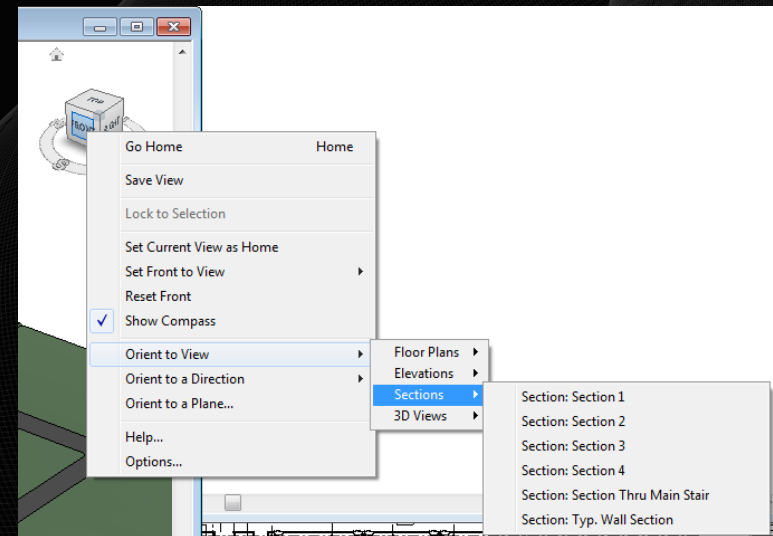 TOP
FRONT
RIGHT
Go Home Home
Save View
Lock to Selection
Set Current View as Home
Set Front to View
Reset Front
Show Compass
Orient to View
Orient to a Direction
Orient to a Plane...
Help...
Options...
Floor Plans
Elevations
Sections
3D Views
Section: Section 1
Section: Section 2
Section: Section 3
Section: Section 4
Section: Section Thru Main Stair
Section: Typ. Wall Section